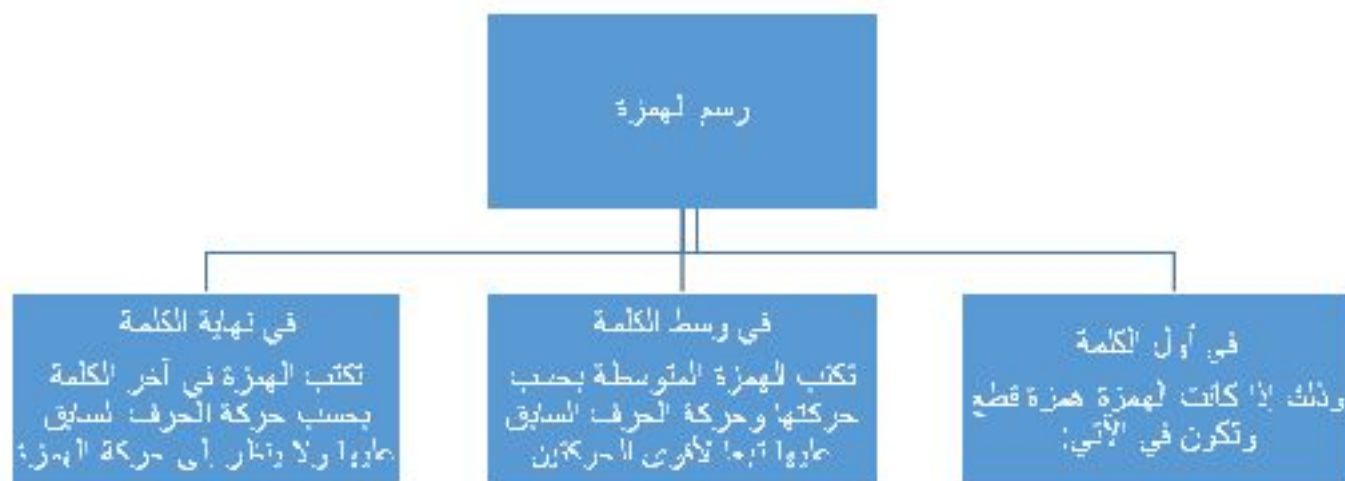 رسم الهمزة
في أول الكلمة
وذلك إذا كانت الهمزة همزة قطع
وتكون في الآتي:
في وسط الكلمة
تكتب الهمزة المتوسطة بحسب
حركتها وحركة الحرف السابق
عليها تبعا لأقوى الحركتين
في نهاية الكلمة
تكتب الهمزة في آخر الكلمة
بحسب حركة الحرف السابق
عليها ولا ينظر إلى حركة الهمزة